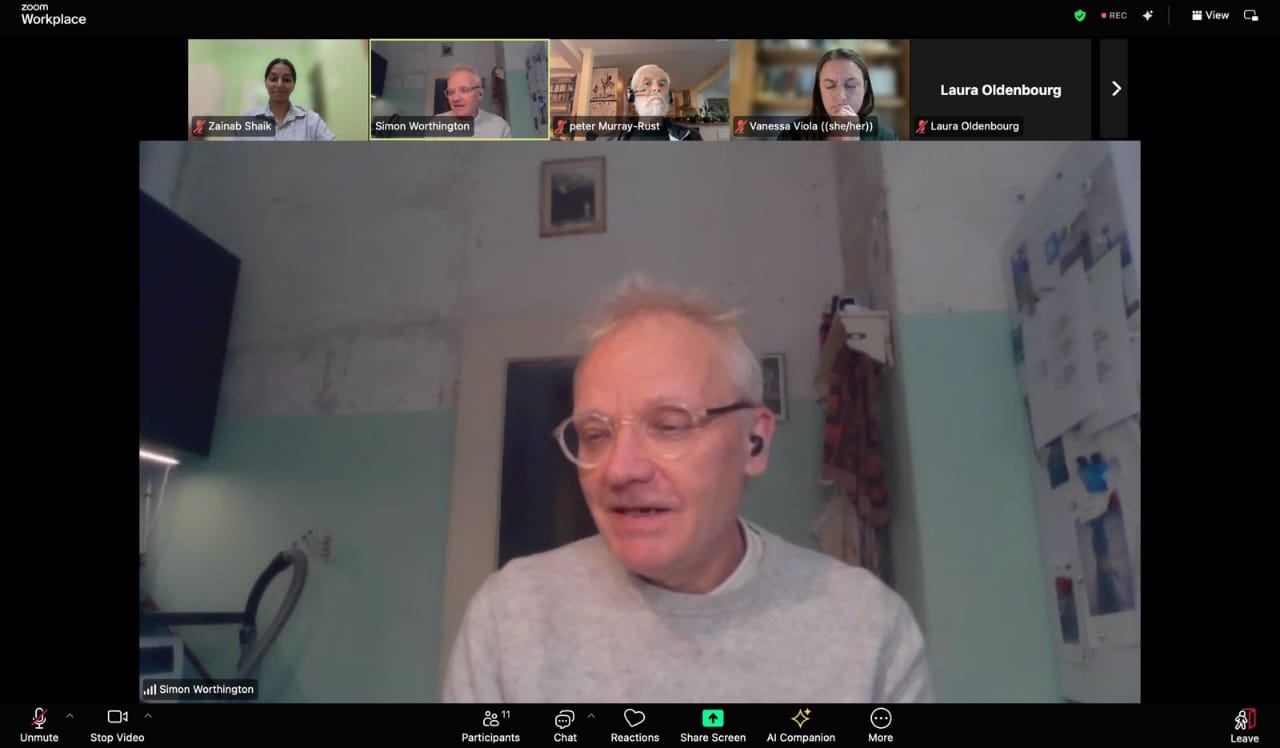 zoom
Workplace
REC
View
Laura Oldenbourg
Zainab Shaik
Simon Worthington
peter Murray-Rust
Vanessa Viola ((she/her))
Laura Oldenbourg
Simon Worthington
Unmute
Stop Video
11
Participants
Chat
Reactions
Share Screen
AI Companion
More
Leave